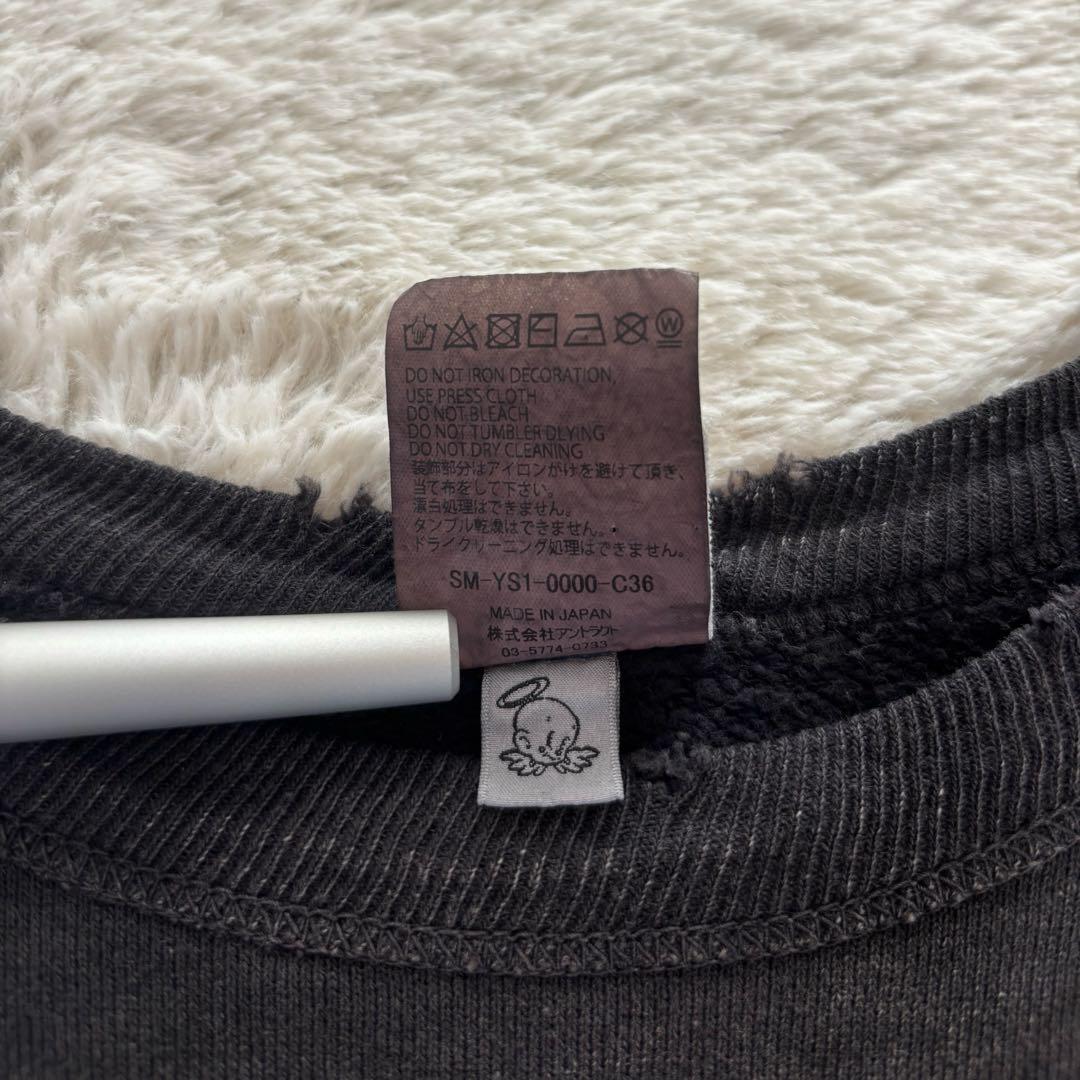 W
DO NOT IRON DECORATION,
USE PRESS CLOTH
DO NOT BLEACH
DO NOT TUMBLER DLYING
DO NOT DRY CLEANING
装飾部分はアイロンがけを避けて頂き、
当て布をして下さい。
漂白処理はできません。
タンブル乾燥はできません。
ドライクリーニング処理はできません。
SM-YS1-0000-C36
MADE IN JAPAN
株式会社アントラクト
03-5774-0733